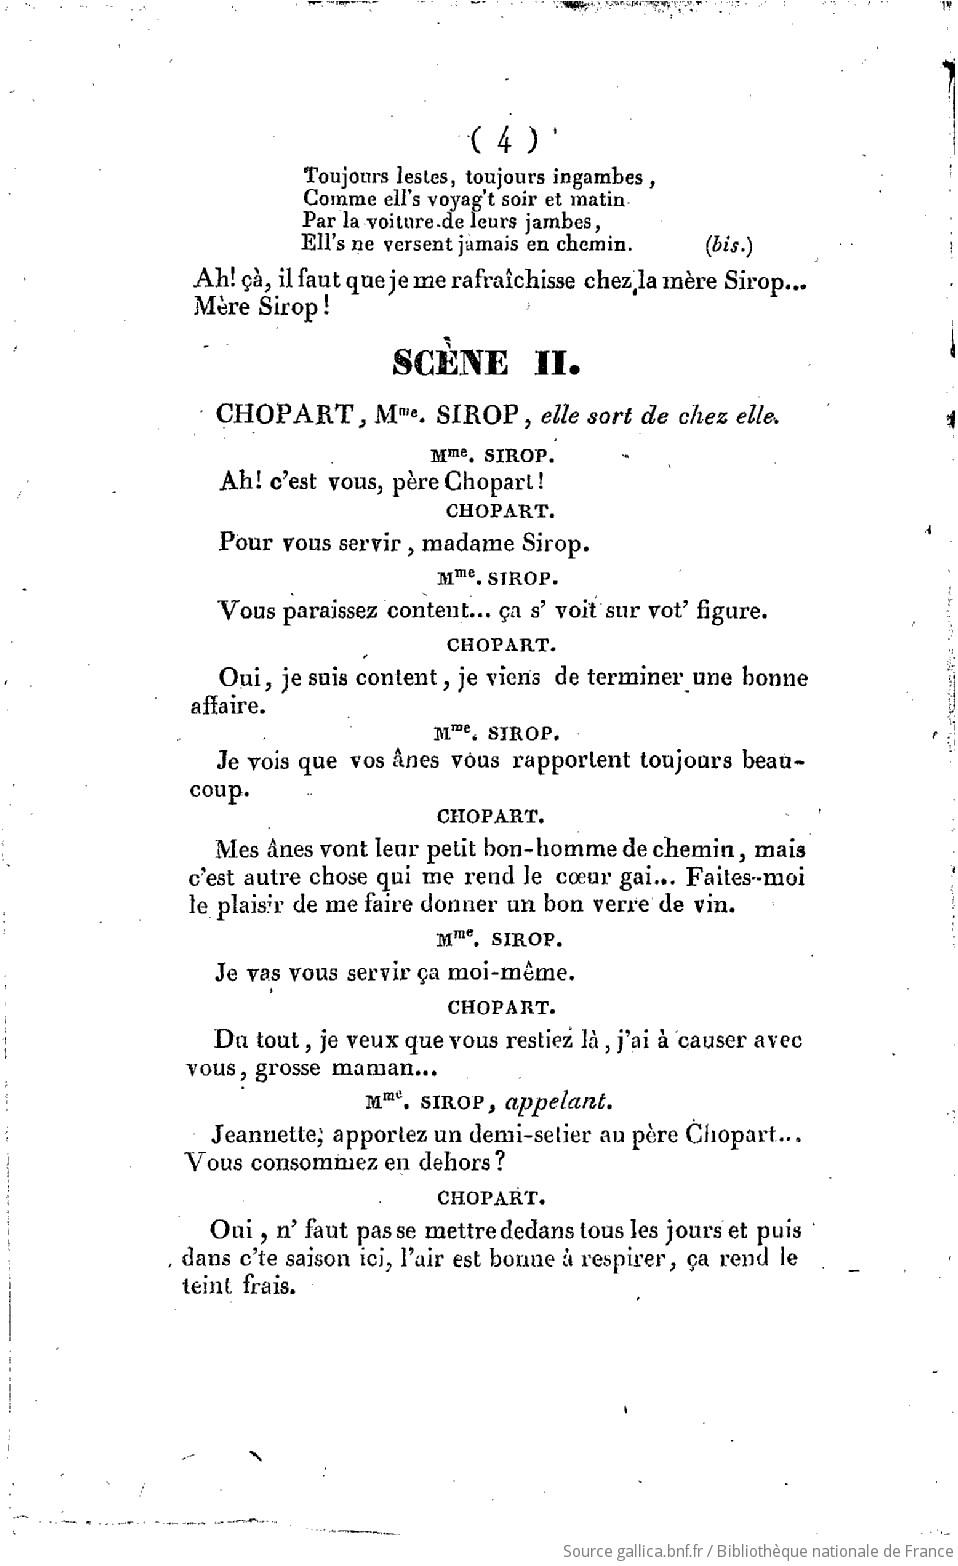 ( 4 )
Toujours lestes, toujours ingambes,
Comme ell's voyag't soir et matin
Par la voiture de leurs jambes,
Ell's ne versent jamais en chemin. (bis.)
Ah! çà, il faut que je me rafraîchisse chez la mère Sirop...
Mère Sirop!
SCÈNE II.
CHOPART, Mme. SIROP, elle sort de chez elle.
Mme. SIROP.
Ah! c'est vous, père Chopart!
CHOPART.
Pour vous servir, madame Sirop.
Mme. SIROP.
Vous paraissez content... ça s' voit sur vot' figure.
CHOPART.
Oui, je suis content, je viens de terminer une bonne
affaire.
Mme. SIROP.
Je vois que vos ânes vous rapportent toujours beau-
coup.
CHOPART.
Mes ânes vont leur petit bon-homme de chemin, mais
c'est autre chose qui me rend le cœur gai... Faites-moi
le plaisir de me faire donner un bon verre de vin.
Mme. SIROP.
Je vas vous servir ça moi-même.
CHOPART.
Du tout, je veux que vous restiez là, j'ai à causer avec
vous, grosse maman...
Mme. SIROP, appelant.
Jeannette, apportez un demi-setier au père Chopart...
Vous consommez en dehors?
CHOPART.
Oui, n' faut pas se mettre dedans tous les jours et puis
dans c'te saison ici, l'air est bonne à respirer, ça rend le
teint frais.
Source gallica.bnf.fr / Bibliothèque nationale de France